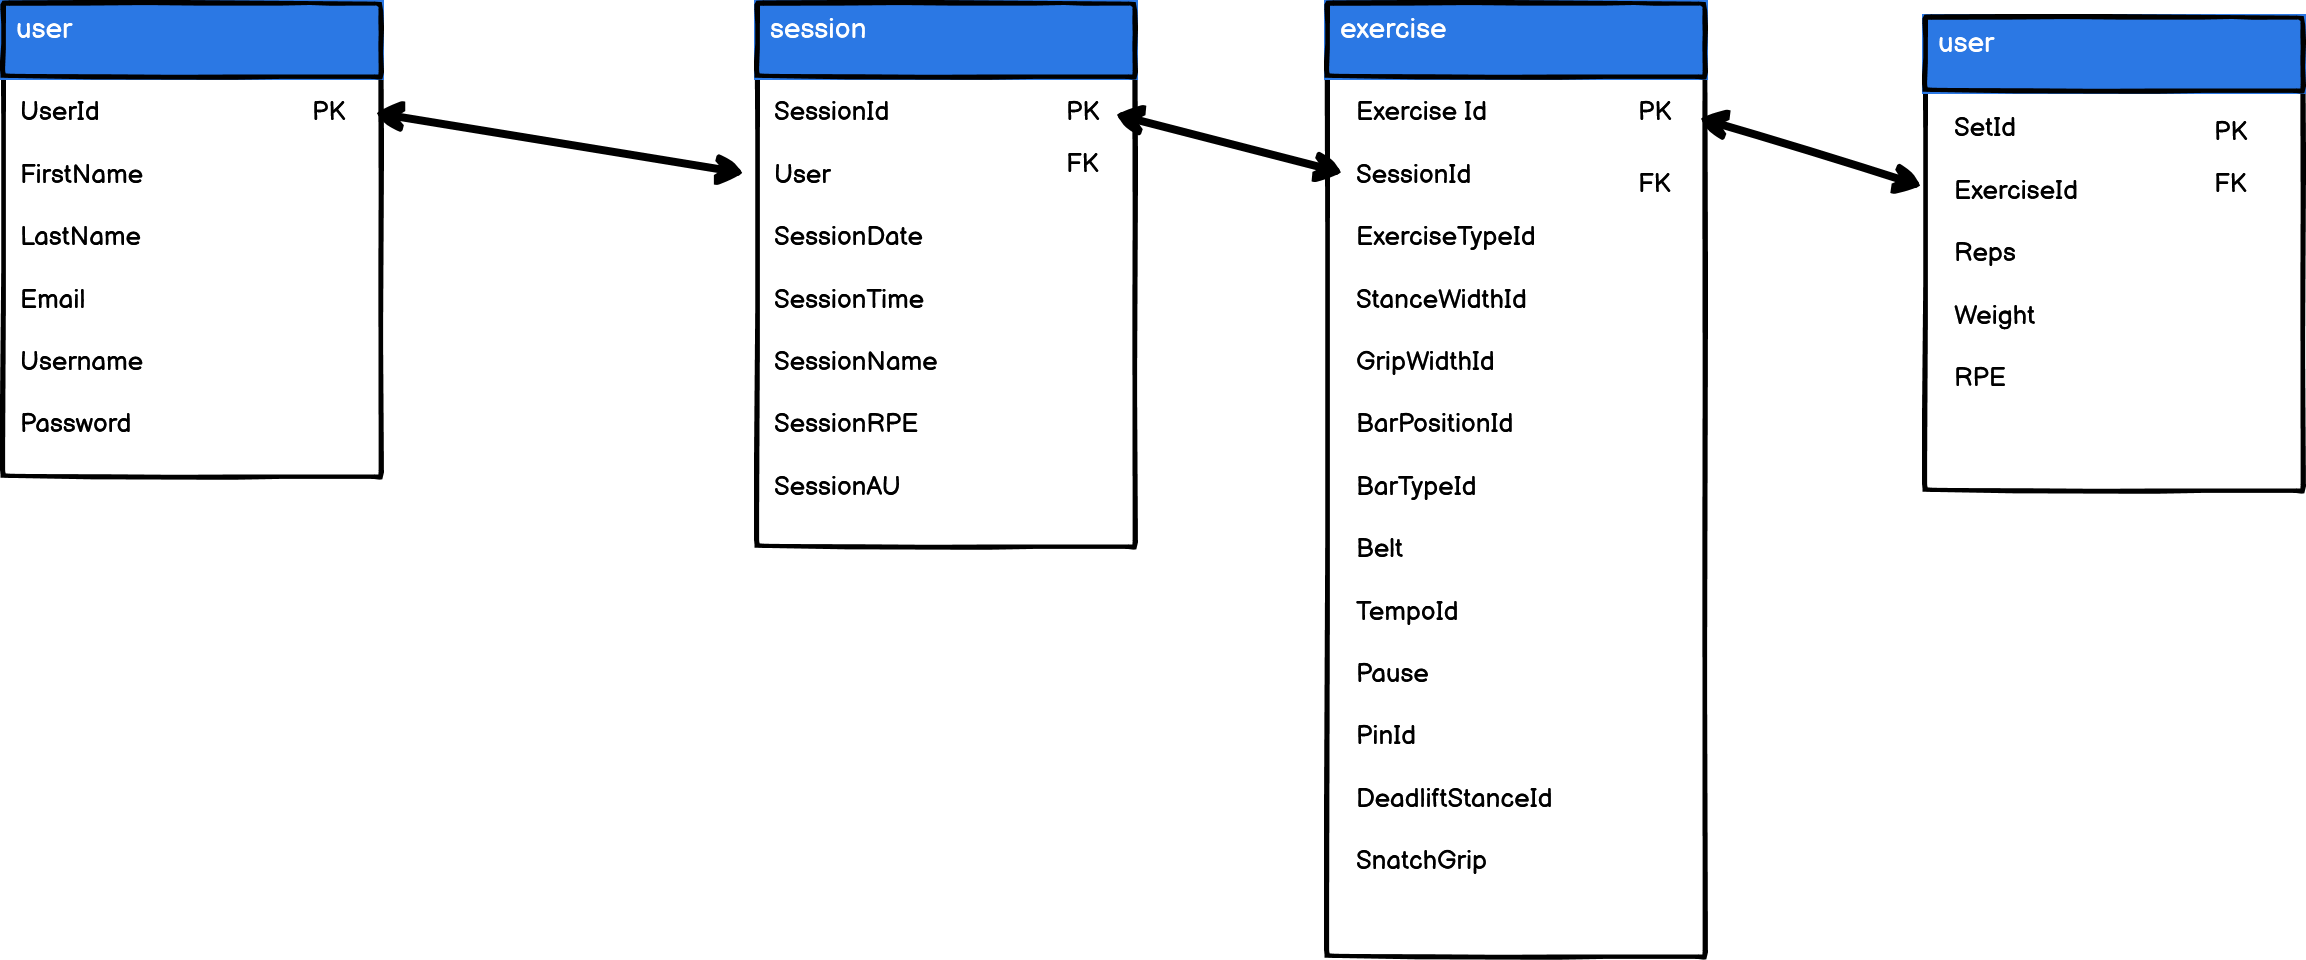 user
UserId PK
FirstName
LastName
Email
Username
Password
session
SessionId PK
User FK
SessionDate
SessionTime
SessionName
SessionRPE
SessionAU
exercise
Exercise Id PK
SessionId FK
ExerciseTypeId
StanceWidthId
GripWidthId
BarPositionId
BarTypeId
Belt
TempoId
Pause
PinId
DeadliftStanceId
SnatchGrip
user
SetId PK
ExerciseId FK
Reps
Weight
RPE